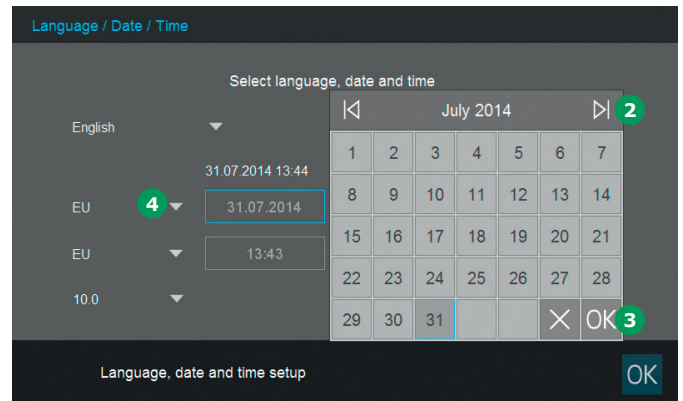 Language / Date / Time
Select language, date and time
July 2014 2
English
1 2 3 4 5 6 7
31.07.2014 13:44
EU 4 31.07.2014
8 9 10 11 12 13 14
15 16 17 18 19 20 21
EU 13:43
22 23 24 25 26 27 28
10.0
29 30 31 OK 3
Language, date and time setup
OK